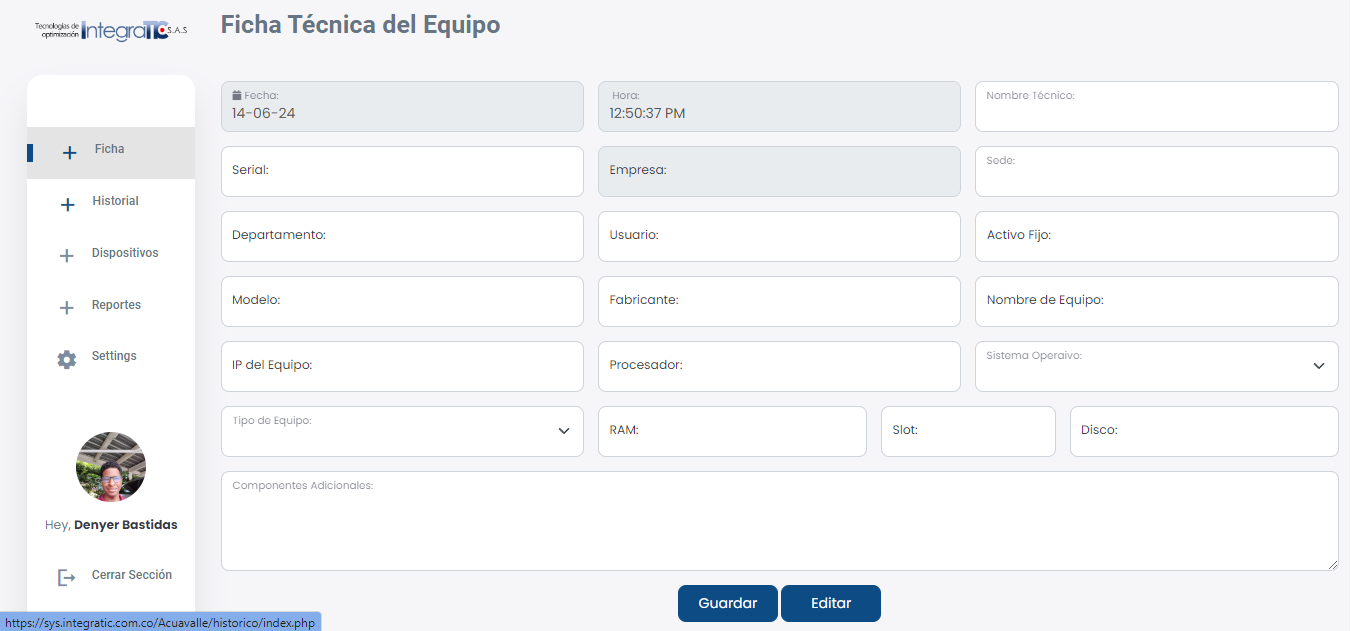 Tecnologías de
optimización IntegraTIC S.A.S
Ficha Técnica del Equipo
Fecha:
14-06-24
Hora:
12:50:37 PM
Nombre Técnico:
Ficha
Serial:
Empresa:
Sede:
Historial
Departamento:
Usuario:
Activo Fijo:
Dispositivos
Modelo:
Fabricante:
Nombre de Equipo:
Reportes
IP del Equipo:
Procesador:
Sistema Operaivo:
Settings
Tipo de Equipo:
RAM:
Slot:
Disco:
Componentes Adicionales:
Hey, Denyer Bastidas
Cerrar Sección
Guardar
Editar
https://sys.integratic.com.co/Acuavalle/historico/index.php